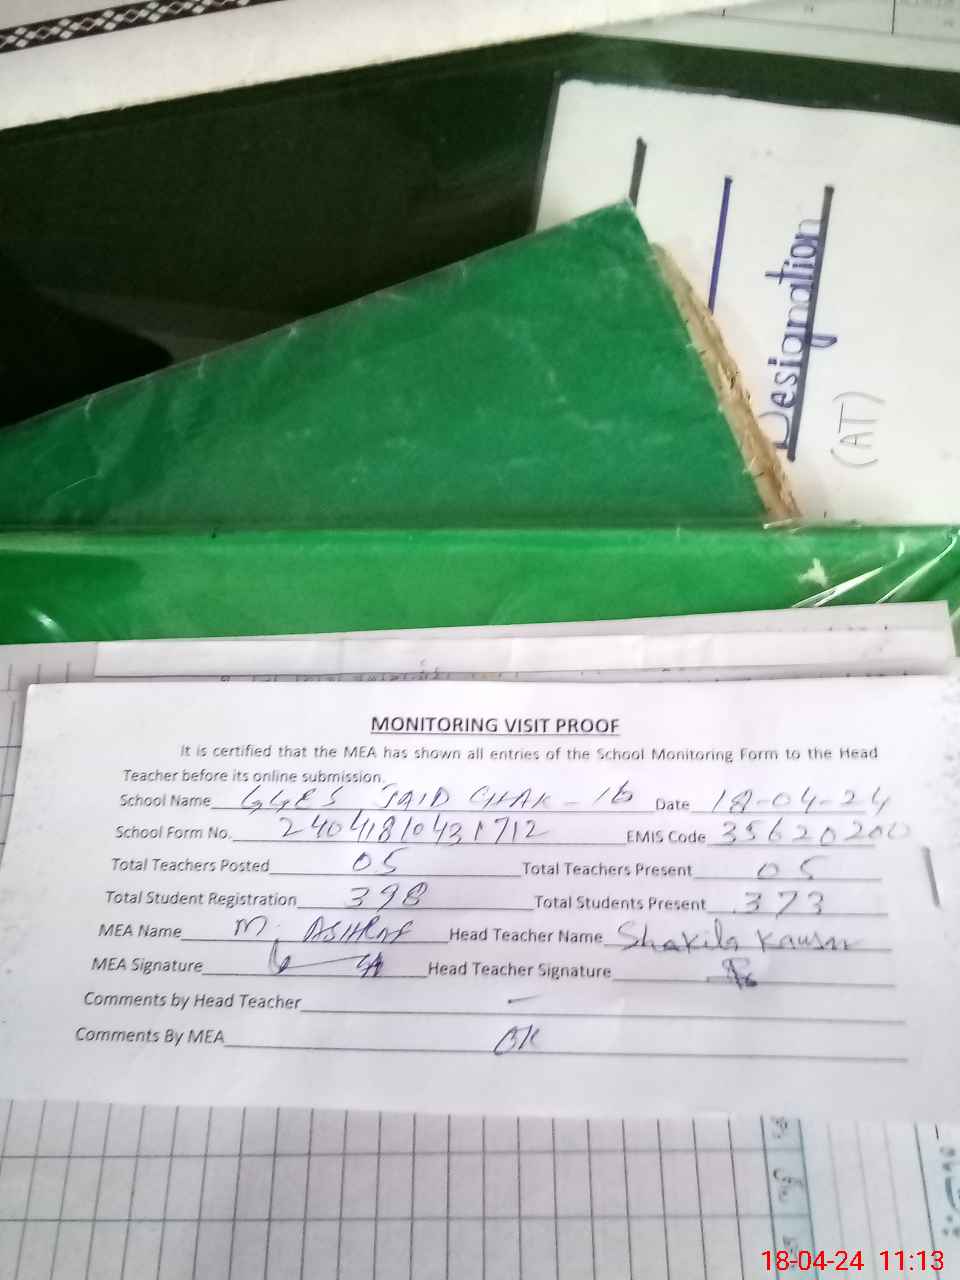 Designation
(AT)
MONITORING VISIT PROOF
It is certified that the MEA has shown all entries of the School Monitoring Form to the Head
Teacher before its online submission.
School Name GGES SAID CHAK - 16 Date 18-04-24
School Form No. 24041810431712 EMIS Code 35620200
Total Teachers Posted 05 Total Teachers Present 05
Total Student Registration 398 Total Students Present 373
MEA Name M. ASHRAF Head Teacher Name Shakila Kausar
MEA Signature Head Teacher Signature
Comments by Head Teacher -
Comments By MEA OK
18-04-24 11:13